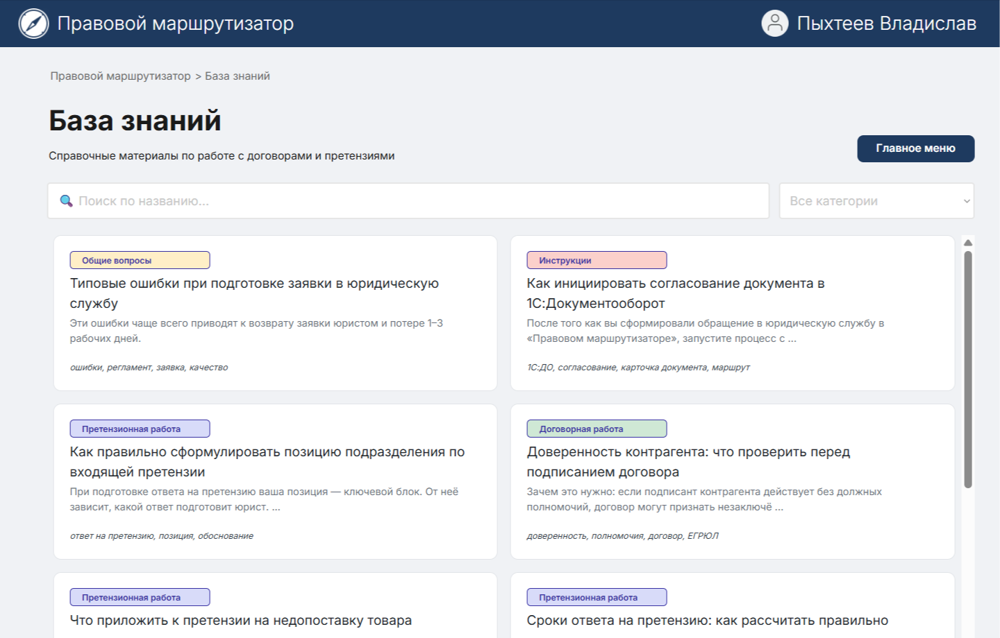 Правовой маршрутизатор
Пыхтеев Владислав
Правовой маршрутизатор > База знаний
База знаний
Справочные материалы по работе с договорами и претензиями
Главное меню
Поиск по названию...
Все категории
Общие вопросы
Типовые ошибки при подготовке заявки в юридическую
службу
Эти ошибки чаще всего приводят к возврату заявки юристом и потере 1–3
рабочих дней.
ошибки, регламент, заявка, качество
Инструкции
Как инициировать согласование документа в
1С:Документооборот
После того как вы сформировали обращение в юридическую службу в
«Правовом маршрутизаторе», запустите процесс с ...
1С:ДО, согласование, карточка документа, маршрут
Претензионная работа
Как правильно сформулировать позицию подразделения по
входящей претензии
При подготовке ответа на претензию ваша позиция — ключевой блок. От неё
зависит, какой ответ подготовит юрист. ...
ответ на претензию, позиция, обоснование
Договорная работа
Доверенность контрагента: что проверить перед
подписанием договора
Зачем это нужно: если подписант контрагента действует без должных
полномочий, договор могут признать незаключё ...
доверенность, полномочия, договор, ЕГРЮЛ
Претензионная работа
Что приложить к претензии на недопоставку товара
Претензионная работа
Сроки ответа на претензию: как рассчитать правильно